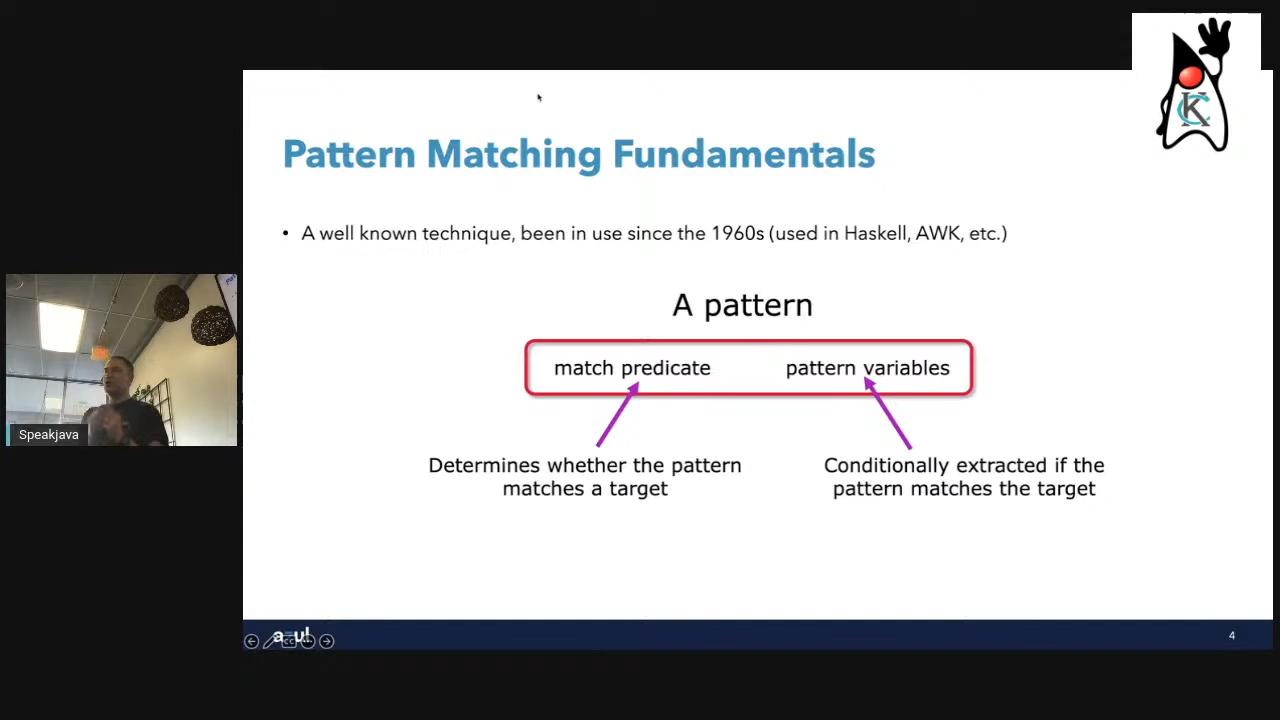 Pattern Matching Fundamentals
• A well known technique, been in use since the 1960s (used in Haskell, AWK, etc.)
A pattern
match predicate pattern variables
Determines whether the pattern
matches a target
Conditionally extracted if the
pattern matches the target
Speakjava
KC
azul
4